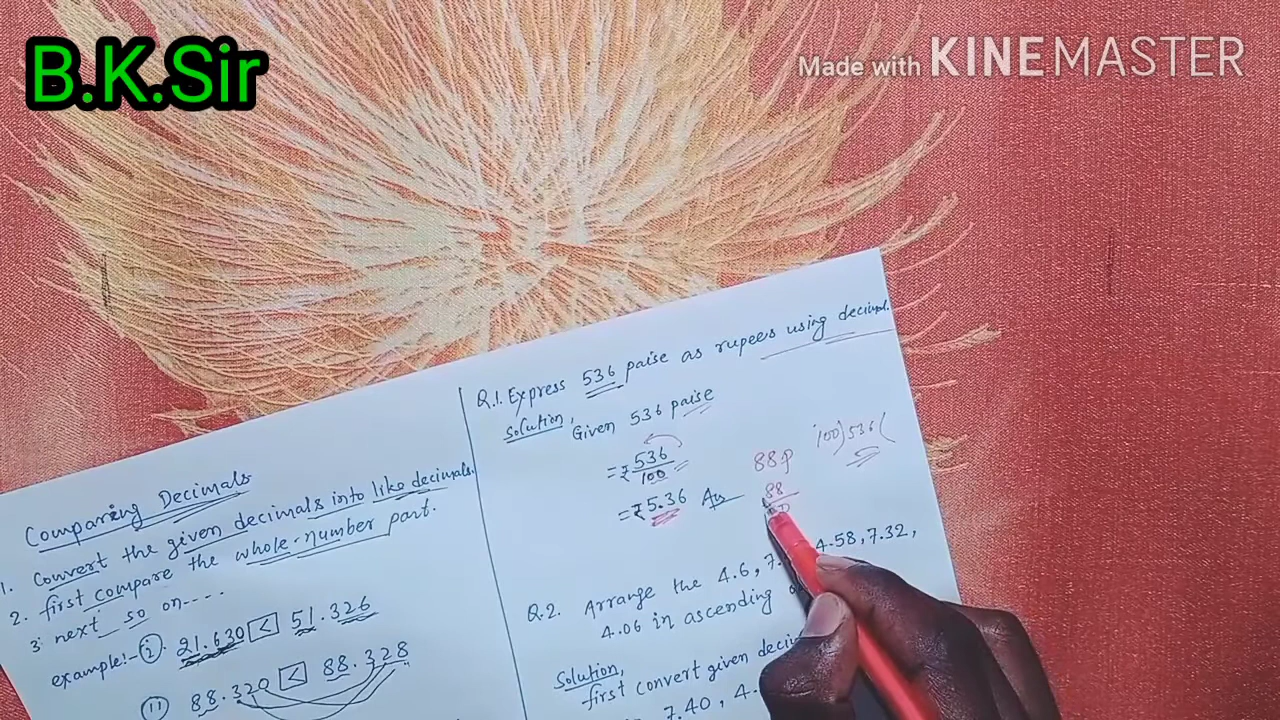 B.K.Sir
Made with KINEMASTER
Comparing Decimals
1. Convert the given decimals into like decimals.
2. first compare the whole-number part.
3. next so on----
example:- (i). 21.630 < 51.326
(ii) 88.320 < 88.328
Q.1. Express 536 paise as rupees using decimal.
Solution, Given 536 paise
= ₹ 536/100
= ₹ 5.36 Ans
88p
88
100)536(
Q.2. Arrange the 4.6, 4.58, 7.32,
4.06 in ascending
Solution,
first convert given
7.40, 4.